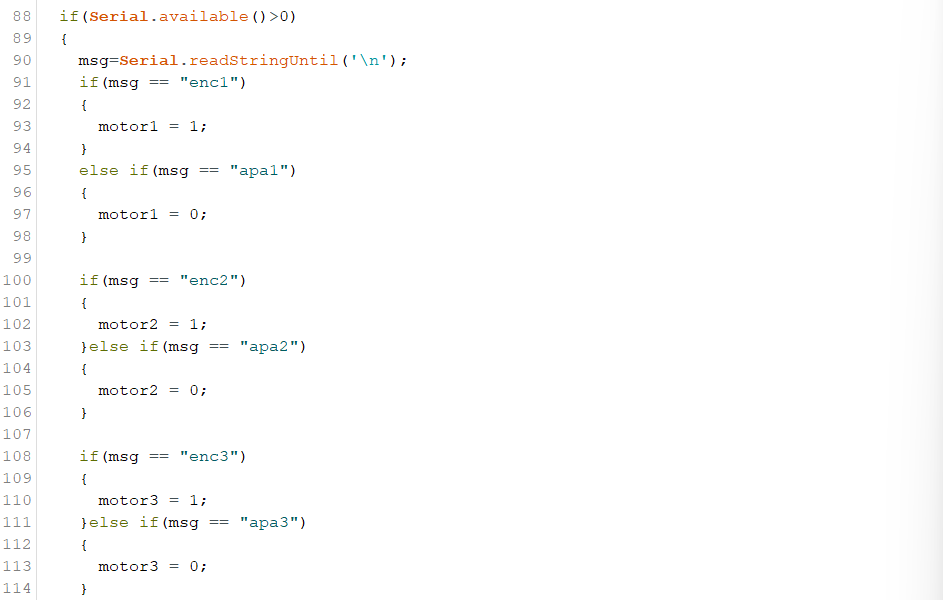 88 if(Serial.available()>0)
89 {
90 msg=Serial.readStringUntil('\n');
91 if(msg == "enc1")
92 {
93 motor1 = 1;
94 }
95 else if(msg == "apa1")
96 {
97 motor1 = 0;
98 }
99
100 if(msg == "enc2")
101 {
102 motor2 = 1;
103 }else if(msg == "apa2")
104 {
105 motor2 = 0;
106 }
107
108 if(msg == "enc3")
109 {
110 motor3 = 1;
111 }else if(msg == "apa3")
112 {
113 motor3 = 0;
114 }